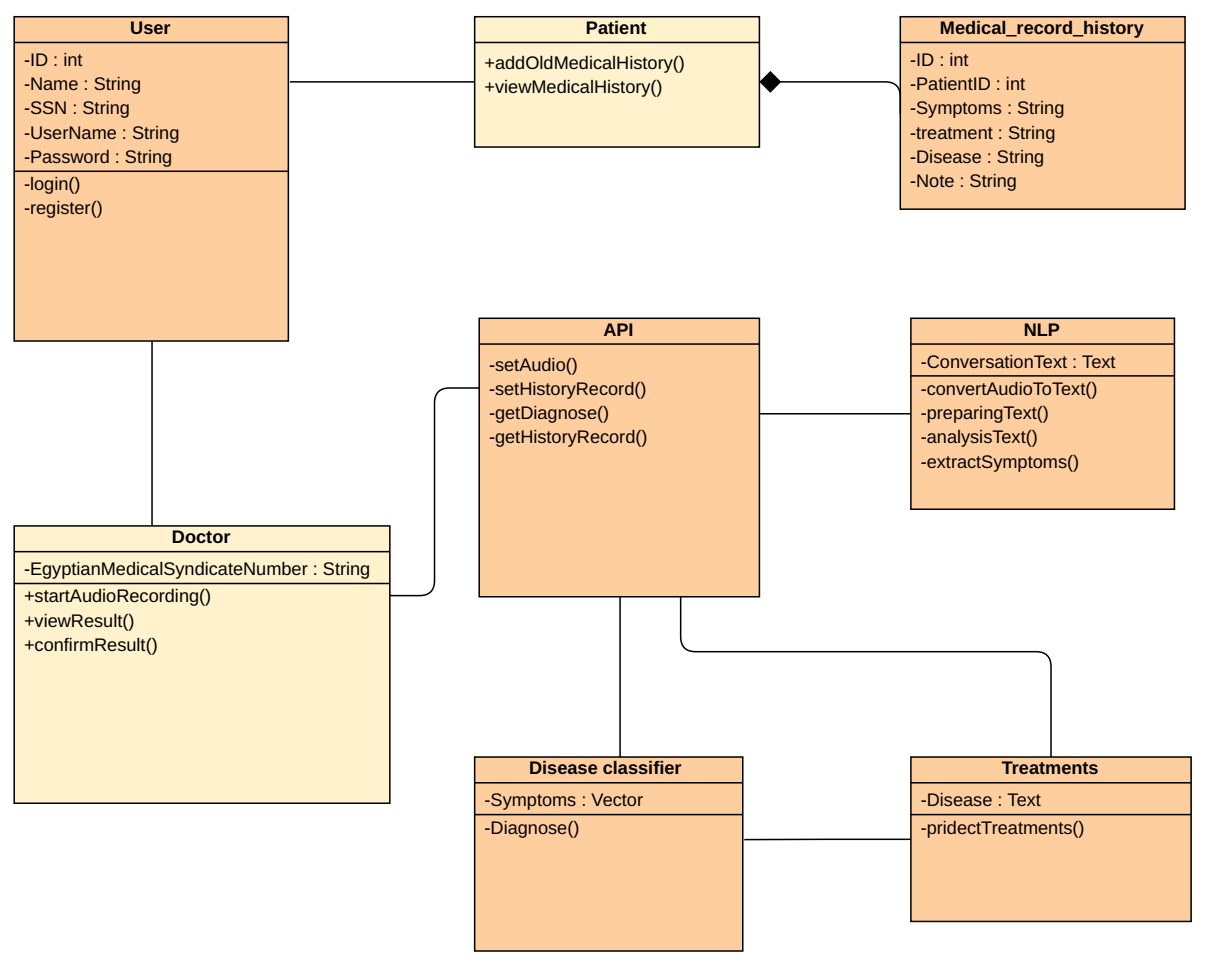 User
-ID : int
-Name : String
-SSN : String
-UserName : String
-Password : String
-login()
-register()
Patient
+addOldMedicalHistory()
+viewMedicalHistory()
Medical_record_history
-ID : int
-PatientID : int
-Symptoms : String
-treatment : String
-Disease : String
-Note : String
API
-setAudio()
-setHistoryRecord()
-getDiagnose()
-getHistoryRecord()
NLP
-ConversationText : Text
-convertAudioToText()
-preparingText()
-analysisText()
-extractSymptoms()
Doctor
-EgyptianMedicalSyndicateNumber : String
+startAudioRecording()
+viewResult()
+confirmResult()
Disease classifier
-Symptoms : Vector
-Diagnose()
Treatments
-Disease : Text
-pridectTreatments()